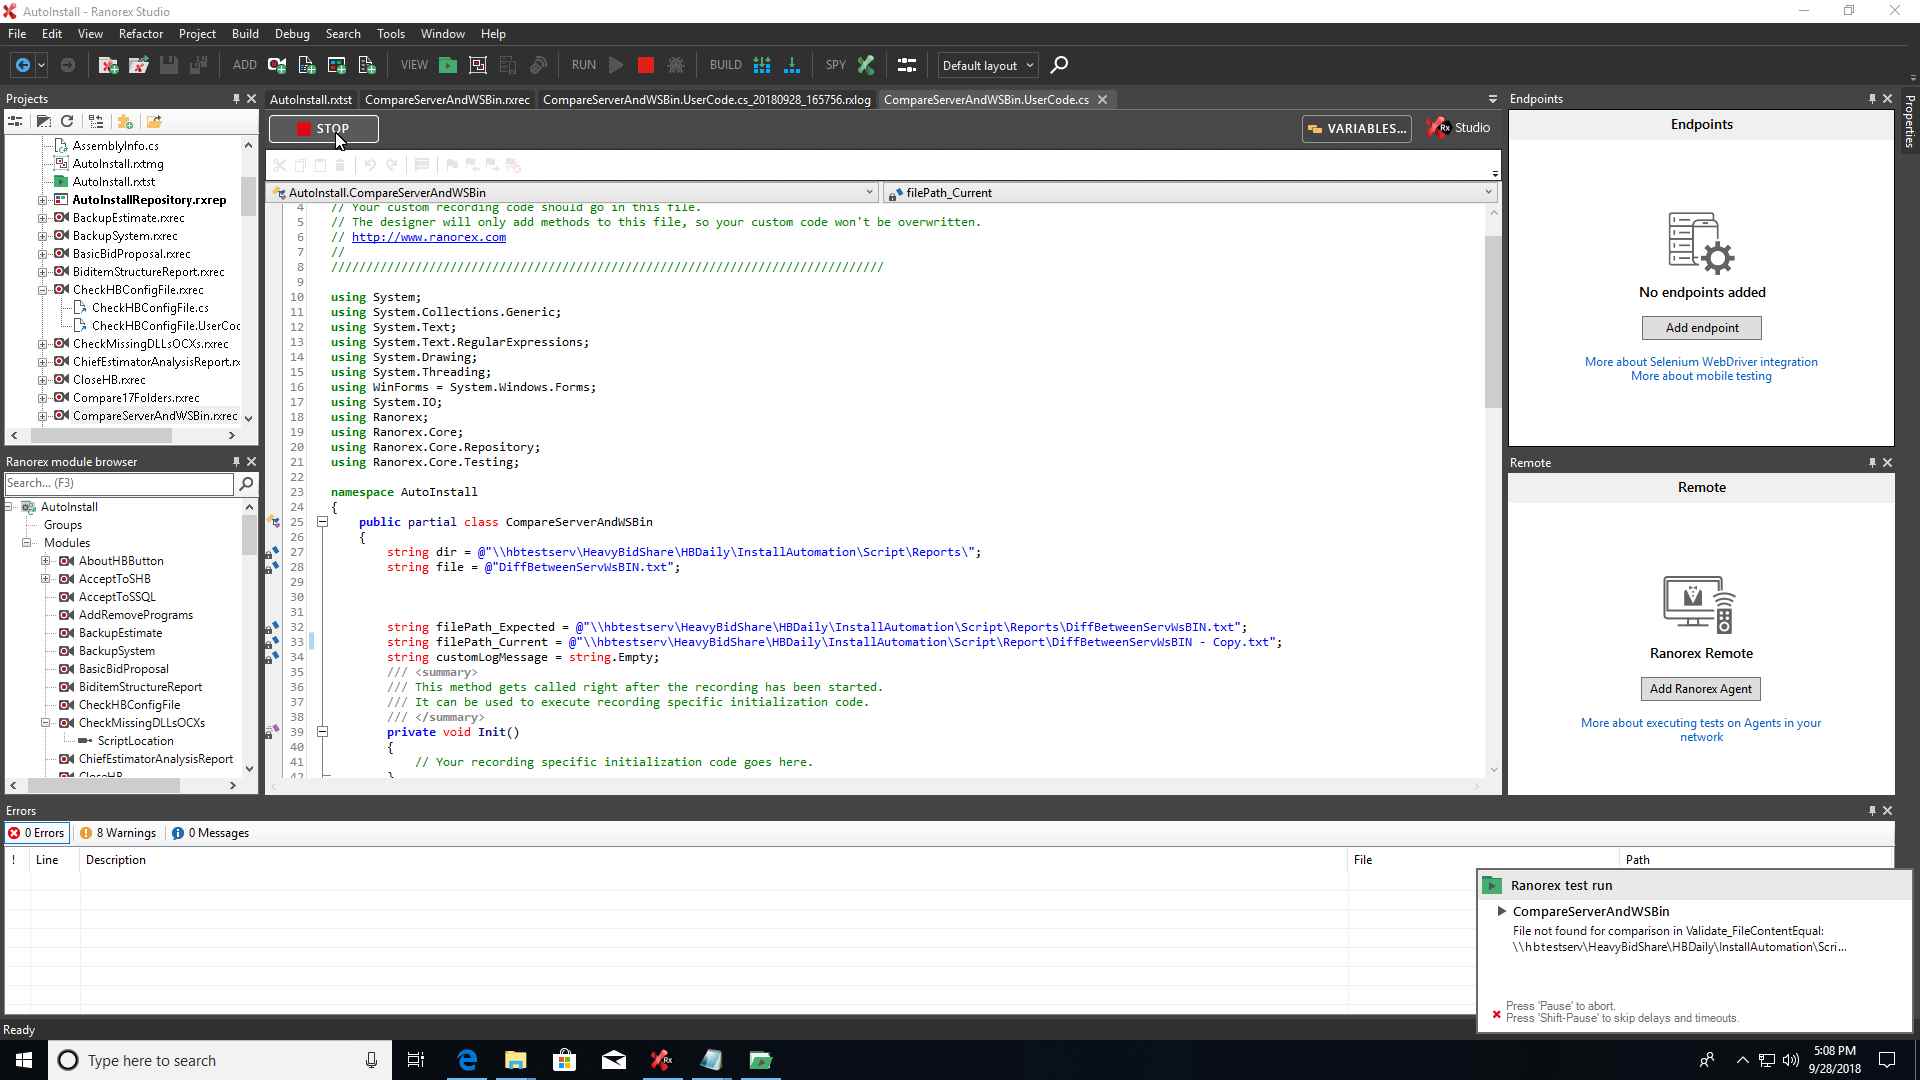 AutoInstall - Ranorex Studio
File Edit View Refactor Project Build Debug Search Tools Window Help
ADD VIEW RUN BUILD SPY Default layout
Projects
AssemblyInfo.cs
AutoInstall.rxtmg
AutoInstall.rxtst
AutoInstallRepository.rxrep
BackupEstimate.rxrec
BackupSystem.rxrec
BasicBidProposal.rxrec
BiditemStructureReport.rxrec
CheckHBConfigFile.rxrec
CheckHBConfigFile.cs
CheckHBConfigFile.UserCoc
CheckMissingDLLsOCXs.rxrec
ChiefEstimatorAnalysisReport.rx
CloseHB.rxrec
Compare17Folders.rxrec
CompareServerAndWSBin.rxrec
Ranorex module browser
Search... (F3)
AutoInstall
Groups
Modules
AboutHBButton
AcceptToSHB
AcceptToSSQL
AddRemovePrograms
BackupEstimate
BackupSystem
BasicBidProposal
BiditemStructureReport
CheckHBConfigFile
CheckMissingDLLsOCXs
ScriptLocation
ChiefEstimatorAnalysisReport
CloseHB
AutoInstall.rxtst CompareServerAndWSBin.rxrec CompareServerAndWSBin.UserCode.cs_20180928_165756.rxlog CompareServerAndWSBin.UserCode.cs
STOP VARIABLES... Rx Studio
AutoInstall.CompareServerAndWSBin filePath_Current
4 // Your custom recording code should go in this file.
5 // The designer will only add methods to this file, so your custom code won't be overwritten.
6 // http://www.ranorex.com
7 //
8 ///////////////////////////////////////////////////////////////////////////////
9
10 using System;
11 using System.Collections.Generic;
12 using System.Text;
13 using System.Text.RegularExpressions;
14 using System.Drawing;
15 using System.Threading;
16 using WinForms = System.Windows.Forms;
17 using System.IO;
18 using Ranorex;
19 using Ranorex.Core;
20 using Ranorex.Core.Repository;
21 using Ranorex.Core.Testing;
22
23 namespace AutoInstall
24 {
25 public partial class CompareServerAndWSBin
26 {
27 string dir = @"\\hbtestserv\HeavyBidShare\HBDaily\InstallAutomation\Script\Reports\";
28 string file = @"DiffBetweenServWsBIN.txt";
29
30
31
32 string filePath_Expected = @"\\hbtestserv\HeavyBidShare\HBDaily\InstallAutomation\Script\Reports\DiffBetweenServWsBIN.txt";
33 string filePath_Current = @"\\hbtestserv\HeavyBidShare\HBDaily\InstallAutomation\Script\Report\DiffBetweenServWsBIN - Copy.txt";
34 string customLogMessage = string.Empty;
35 /// <summary>
36 /// This method gets called right after the recording has been started.
37 /// It can be used to execute recording specific initialization code.
38 /// </summary>
39 private void Init()
40 {
41 // Your recording specific initialization code goes here.
42 }
Endpoints
Endpoints
No endpoints added
Add endpoint
More about Selenium WebDriver integration
More about mobile testing
Remote
Remote
Ranorex Remote
Add Ranorex Agent
More about executing tests on Agents in your
network
Properties
Errors
0 Errors 8 Warnings 0 Messages
! Line Description File Path
Ranorex test run
CompareServerAndWSBin
File not found for comparison in Validate_FileContentEqual:
\\hbtestserv\HeavyBidShare\HBDaily\InstallAutomation\Scri...
Press 'Pause' to abort.
Press 'Shift-Pause' to skip delays and timeouts.
Ready
Type here to search
5:08 PM
9/28/2018